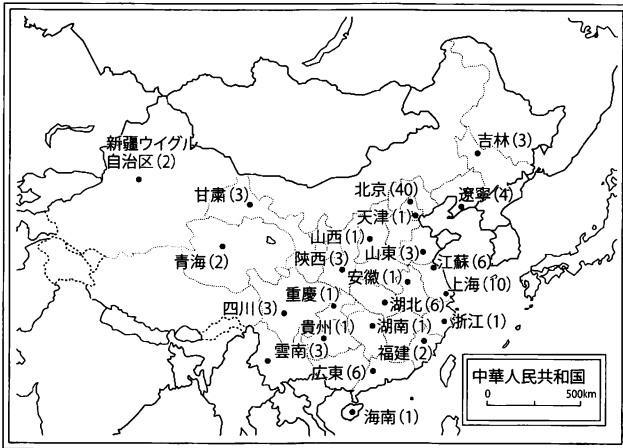 新疆ウイグル
自治区(2)
吉林(3)
甘粛(3)
北京(40)
遼寧(4)
天津(1)
山西(1)
山東(3)
青海(2)
陝西(3)
江蘇(6)
安徽(1)
上海(10)
重慶(1)
四川(3)
湖北(6)
浙江(1)
貴州(1)
湖南(1)
雲南(3)
福建(2)
広東(6)
海南(1)
中華人民共和国
0 500km